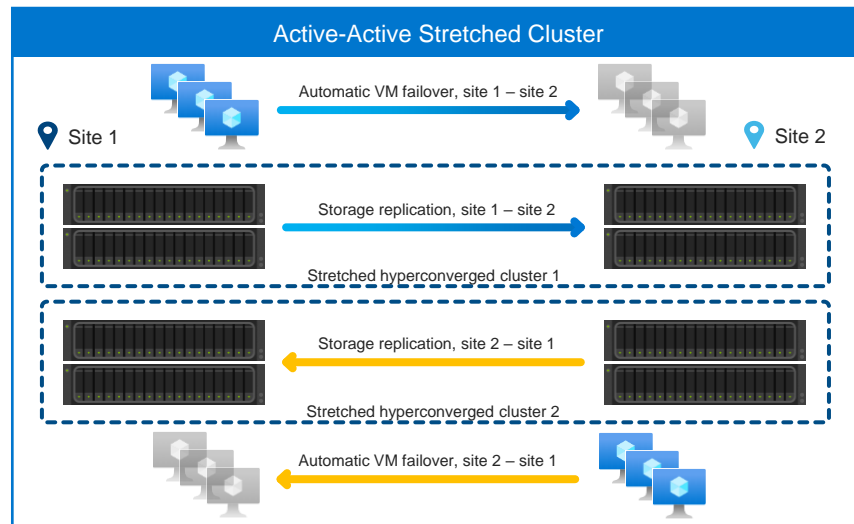 Active-Active Stretched Cluster
Automatic VM failover, site 1 – site 2
Site 1
Site 2
Storage replication, site 1 – site 2
Stretched hyperconverged cluster 1
Storage replication, site 2 – site 1
Stretched hyperconverged cluster 2
Automatic VM failover, site 2 – site 1